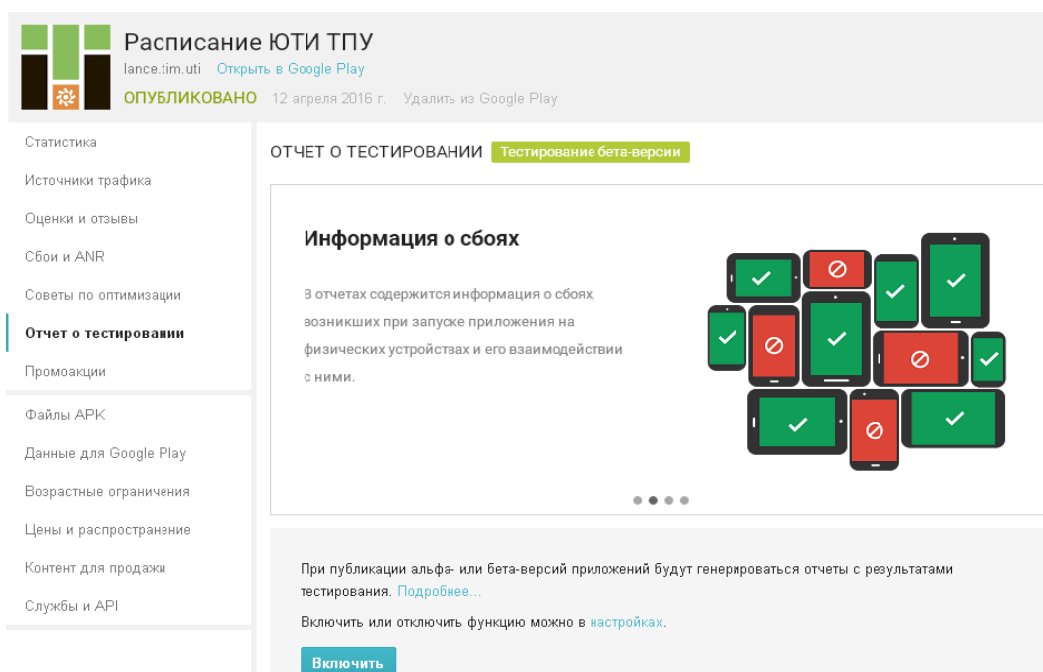 Расписание ЮТИ ТПУ
lance.tim.uti Открыть в Google Play
ОПУБЛИКОВАНО 12 апреля 2016 г. Удалить из Google Play
Статистика
Источники трафика
Оценки и отзывы
Сбои и ANR
Советы по оптимизации
Отчет о тестировании
Промоакции
Файлы APK
Данные для Google Play
Возрастные ограничения
Цены и распространение
Контент для продажи
Службы и API
ОТЧЕТ О ТЕСТИРОВАНИИ Тестирование бета-версии
Информация о сбоях
В отчетах содержится информация о сбоях
возникших при запуске приложения на
физических устройствах и его взаимодействии
с ними.
При публикации альфа- или бета-версий приложений будут генерироваться отчеты с результатами
тестирования. Подробнее...
Включить или отключить функцию можно в настройках.
Включить